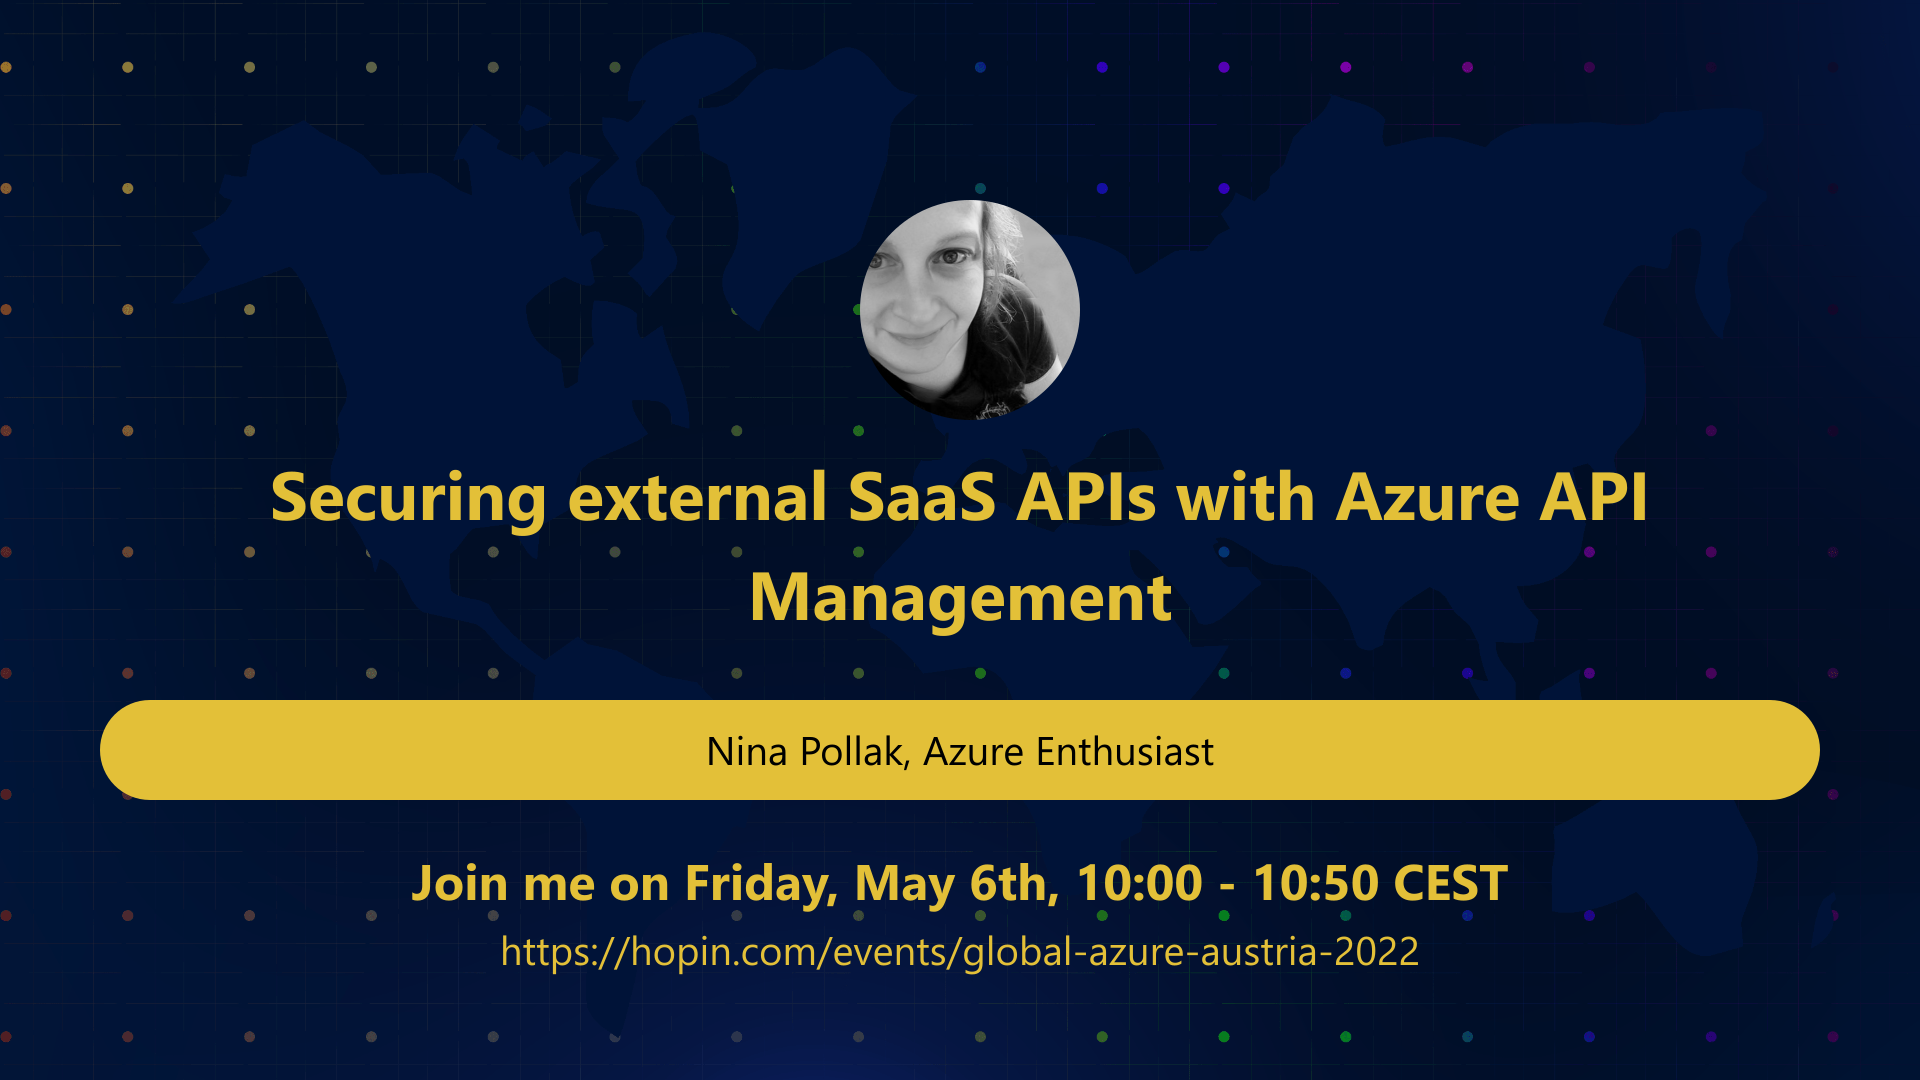 Securing external SaaS APIs with Azure API
Management
Nina Pollak, Azure Enthusiast
Join me on Friday, May 6th, 10:00 - 10:50 CEST
https://hopin.com/events/global-azure-austria-2022